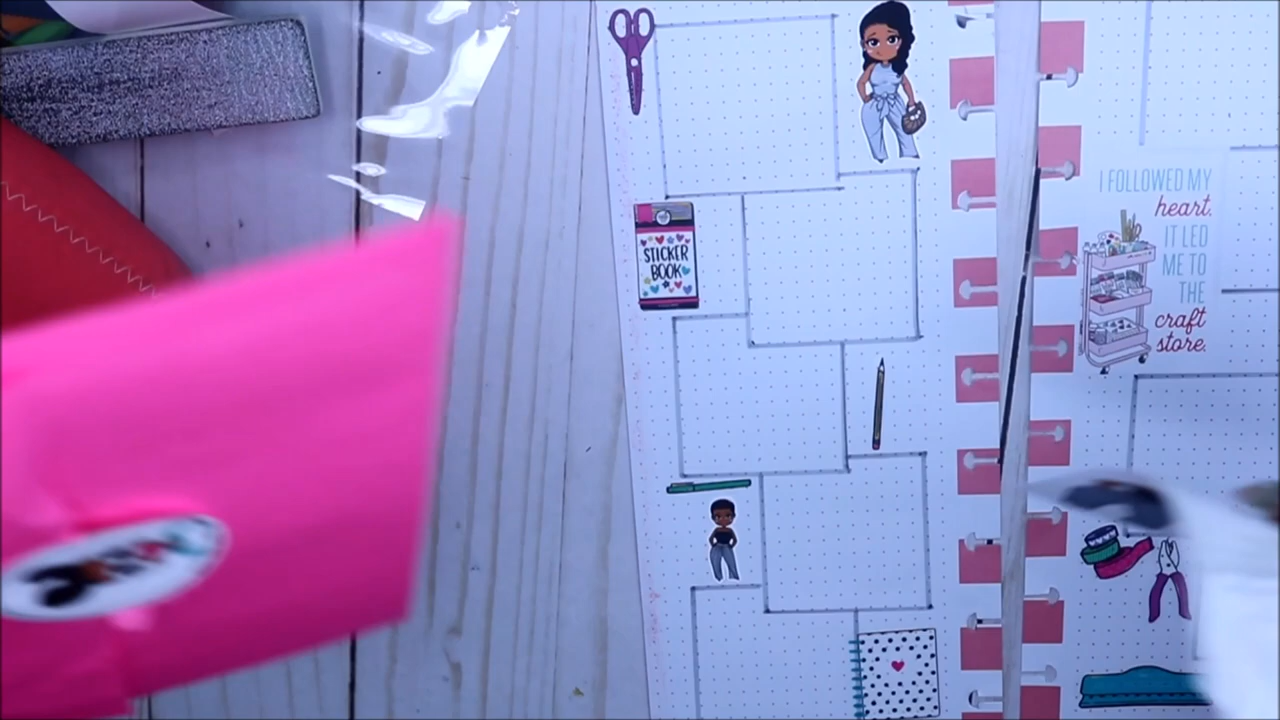 STICKER
BOOK
I FOLLOWED MY
heart.
IT LED
ME TO
THE
craft
store.